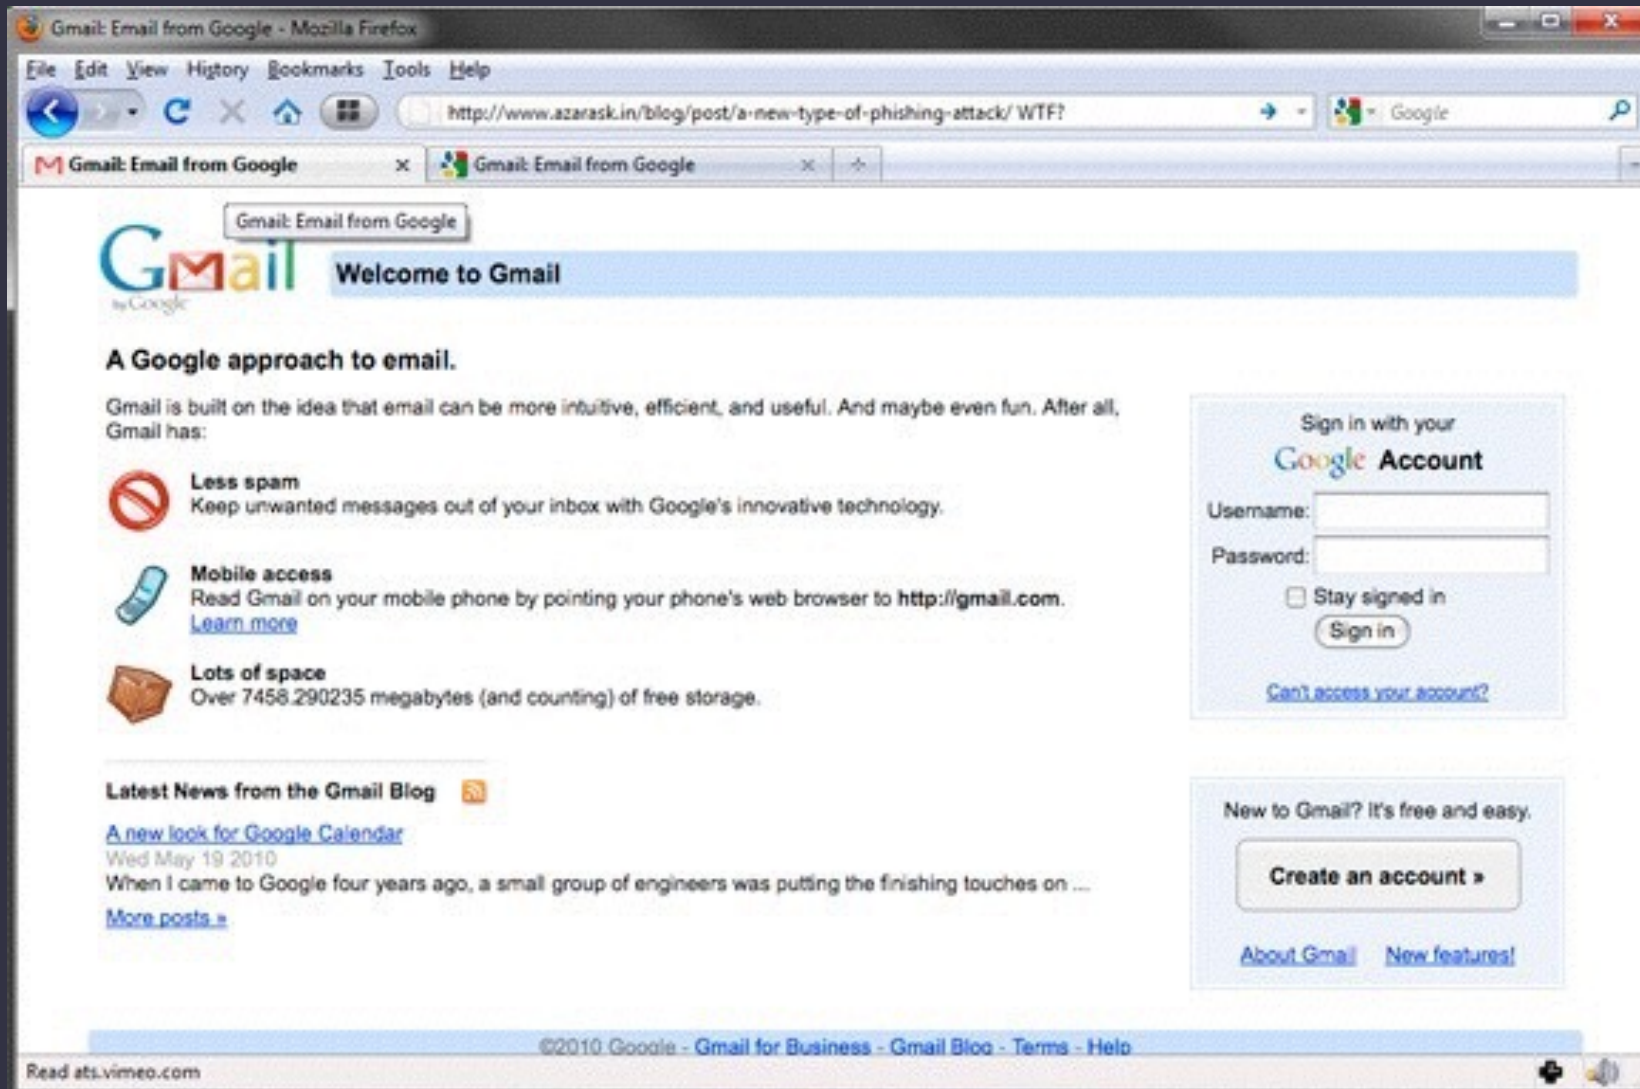 Gmail: Email from Google - Mozilla Firefox
File Edit View History Bookmarks Tools Help
http://www.azarask.in/blog/post/a-new-type-of-phishing-attack/ WTF?
Google
Gmail: Email from Google
Gmail: Email from Google
Gmail: Email from Google
Gmail
by Google
Welcome to Gmail
A Google approach to email.
Gmail is built on the idea that email can be more intuitive, efficient, and useful. And maybe even fun. After all,
Gmail has:
Less spam
Keep unwanted messages out of your inbox with Google's innovative technology.
Mobile access
Read Gmail on your mobile phone by pointing your phone's web browser to http://gmail.com.
Learn more
Lots of space
Over 7458.290235 megabytes (and counting) of free storage.
Latest News from the Gmail Blog
A new look for Google Calendar
Wed May 19 2010
When I came to Google four years ago, a small group of engineers was putting the finishing touches on ...
More posts »
Sign in with your
Google Account
Username:
Password:
Stay signed in
Sign in
Can't access your account?
New to Gmail? It's free and easy.
Create an account »
About Gmail New features!
©2010 Google - Gmail for Business - Gmail Blog - Terms - Help
Read ats.vimeo.com